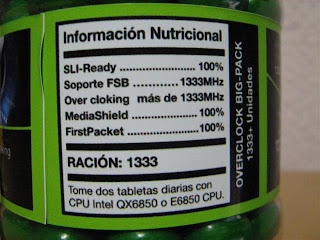 Información Nutricional
SLI-Ready .................. 100%
Soporte FSB ............ 1333MHz
Over cloking más de 1333MHz
MediaShield ............... 100%
FirstPacket ................. 100%
RACIÓN: 1333
Tome dos tabletas diarias con
CPU Intel QX6850 o E6850 CPU.
OVERCLOCK BIG-PACK
1333+ Unidades